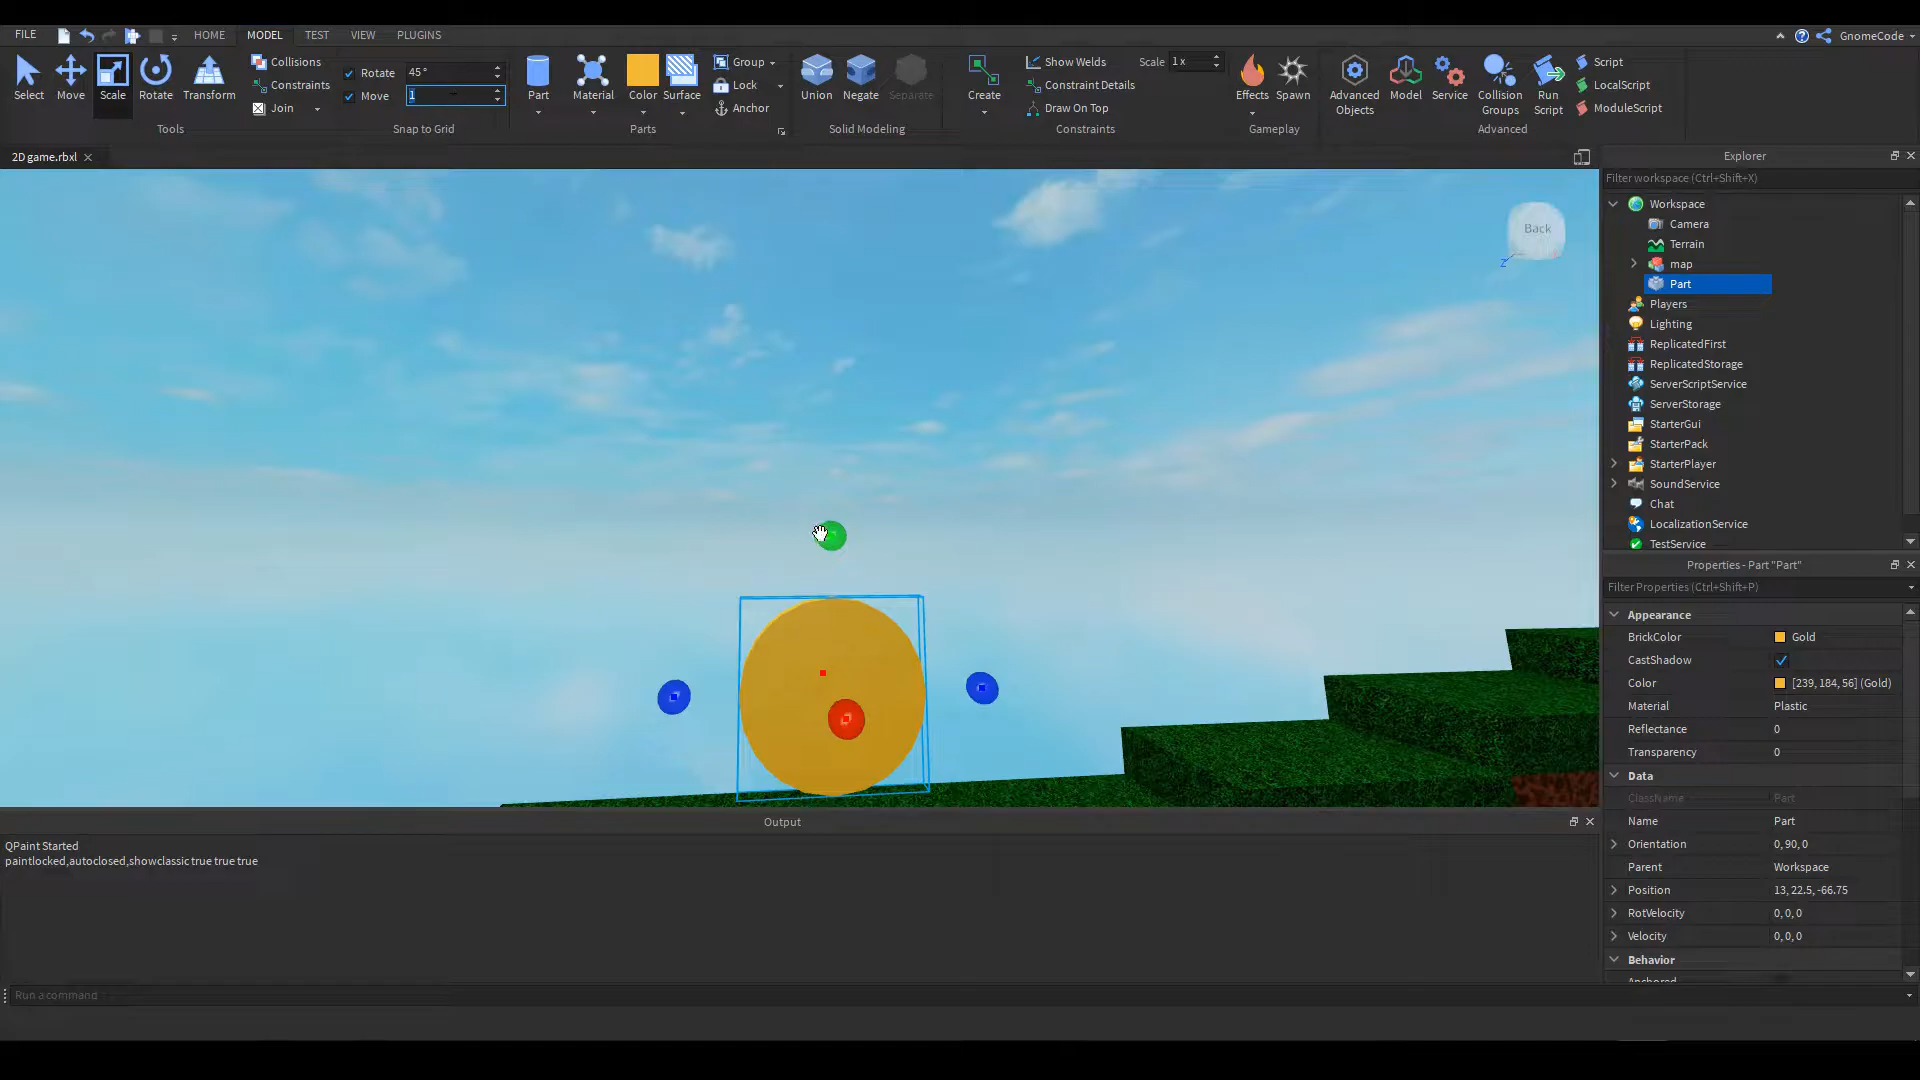 FILE HOME MODEL TEST VIEW PLUGINS GnomeCode
Select Move Scale Rotate Transform
Tools
Collisions
Constraints
Join
Rotate 45°
Move 1
Snap to Grid
Part Material Color Surface
Group
Lock
Anchor
Parts
Union Negate Separate
Solid Modeling
Create
Show Welds
Constraint Details
Draw On Top
Scale 1x
Constraints
Effects Spawn
Gameplay
Advanced Objects
Model Service
Collision Groups
Run Script
Script
LocalScript
ModuleScript
Advanced
2D game.rbxl
Back
Z
Explorer
Filter workspace (Ctrl+Shift+X)
Workspace
Camera
Terrain
map
Part
Players
Lighting
ReplicatedFirst
ReplicatedStorage
ServerScriptService
ServerStorage
StarterGui
StarterPack
StarterPlayer
SoundService
Chat
LocalizationService
TestService
Properties - Part "Part"
Filter Properties (Ctrl+Shift+P)
Appearance
BrickColor Gold
CastShadow
Color [239, 184, 56] (Gold)
Material Plastic
Reflectance 0
Transparency 0
Data
ClassName Part
Name Part
Orientation 0, 90, 0
Parent Workspace
Position 13, 22.5, -66.75
RotVelocity 0, 0, 0
Velocity 0, 0, 0
Behavior
Anchored
Output
QPaint Started
paintlocked,autoclosed,showclassic true true true
Run a command